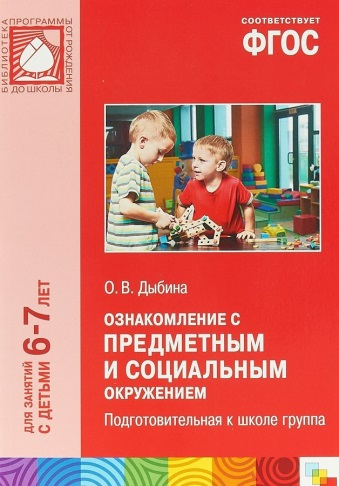 БИБЛИОТЕКА ПРОГРАММЫ
ОТ РОЖДЕНИЯ
ДО ШКОЛЫ
СООТВЕТСТВУЕТ
ФГОС
О. В. Дыбина
ОЗНАКОМЛЕНИЕ С
ПРЕДМЕТНЫМ
И СОЦИАЛЬНЫМ
ОКРУЖЕНИЕМ
Подготовительная к школе группа
ДЛЯ ЗАНЯТИЙ
С ДЕТЬМИ 6-7 ЛЕТ